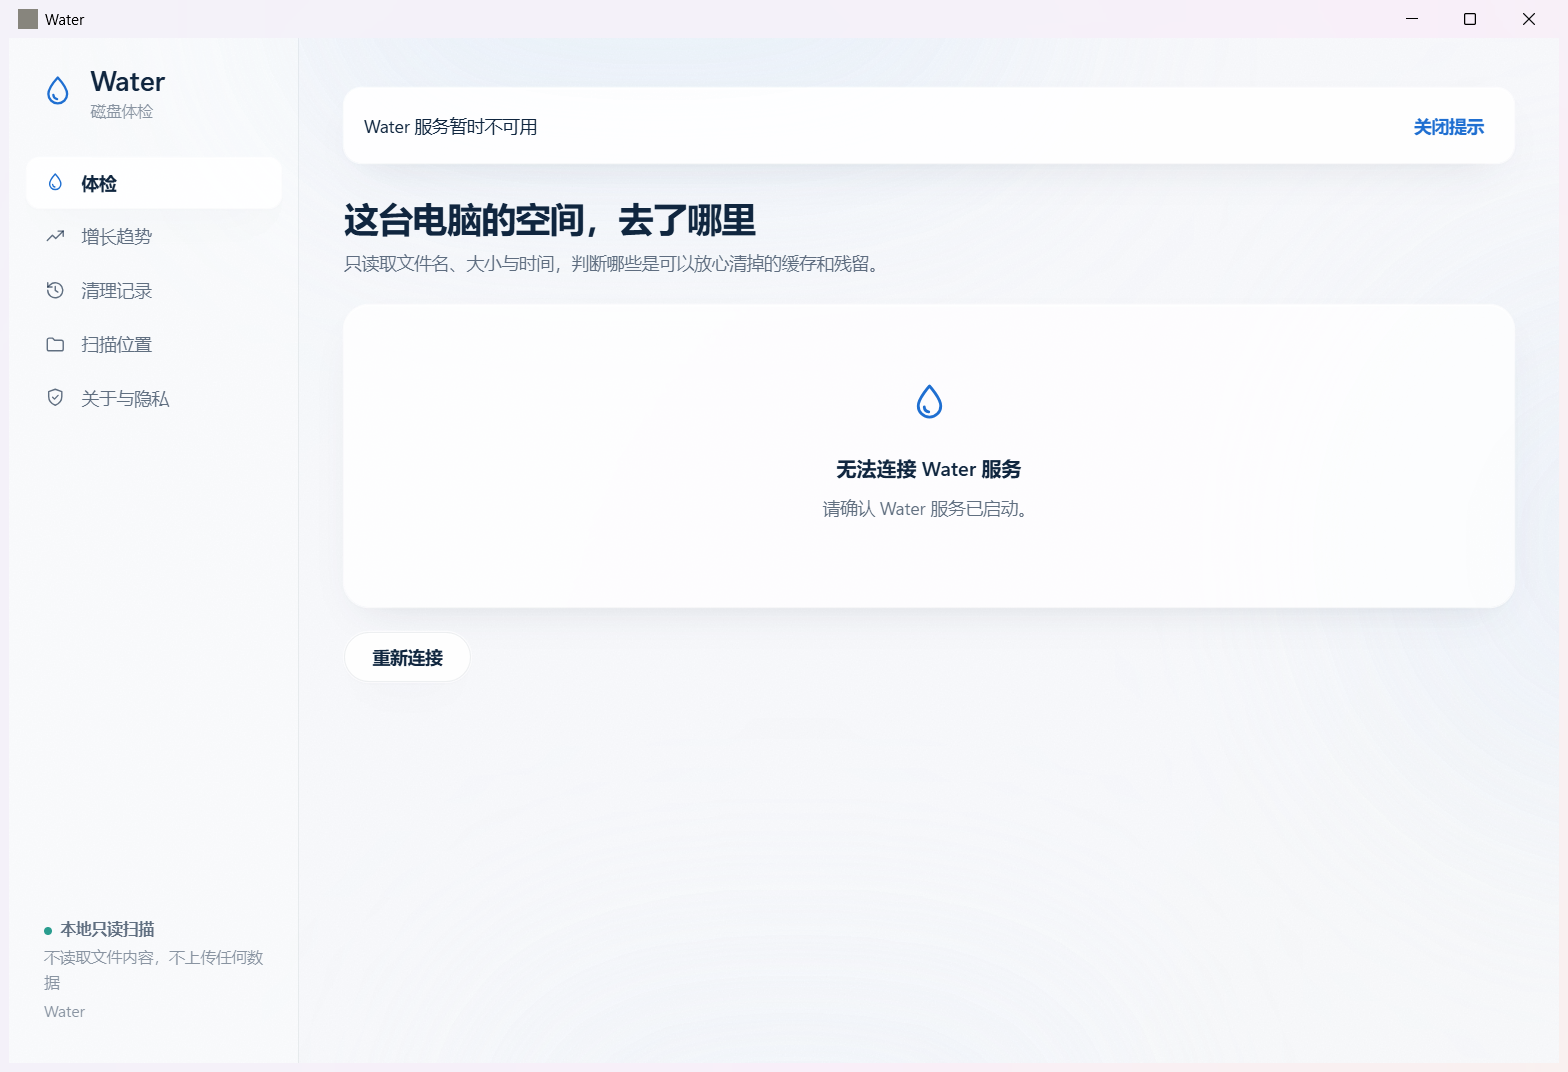 Water
Water
磁盘体检
体检
增长趋势
清理记录
扫描位置
关于与隐私
本地只读扫描
不读取文件内容，不上传任何数
据
Water
Water 服务暂时不可用
关闭提示
这台电脑的空间，去了哪里
只读取文件名、大小与时间，判断哪些是可以放心清掉的缓存和残留。
无法连接 Water 服务
请确认 Water 服务已启动。
重新连接